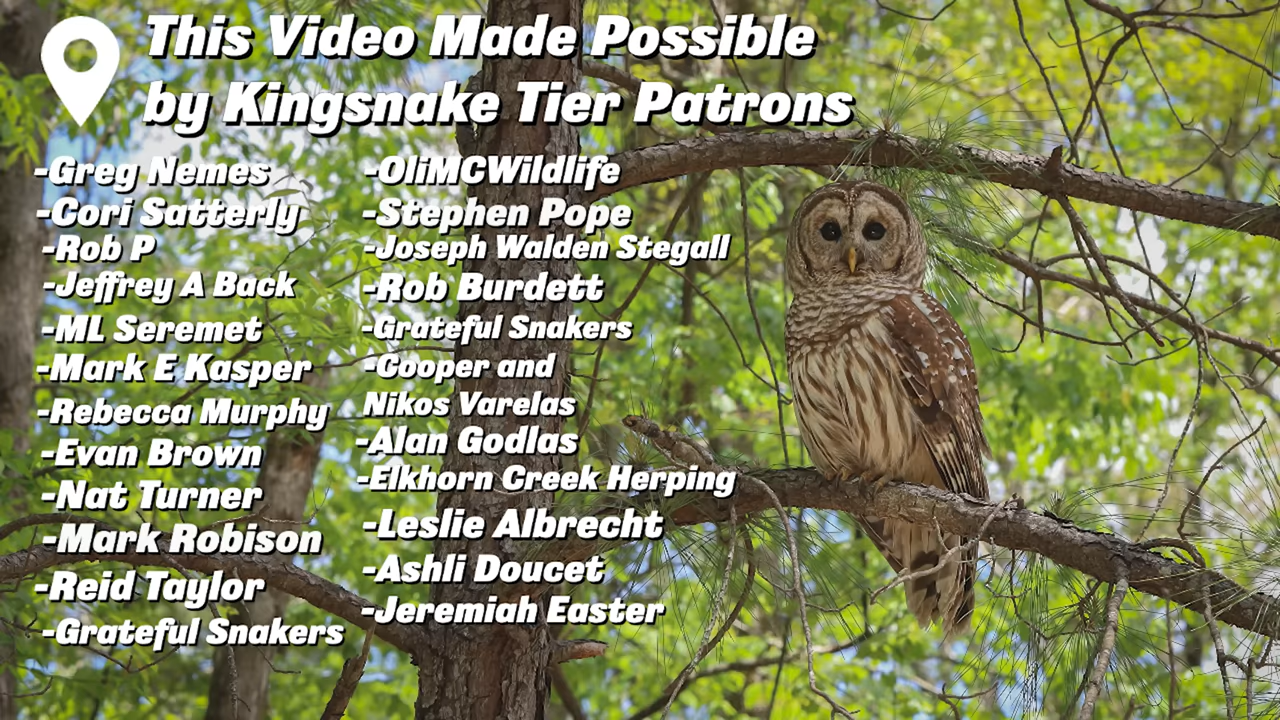 This Video Made Possible
by Kingsnake Tier Patrons
-Greg Nemes
-Cori Satterly
-Rob P
-Jeffrey A Back
-ML Seremet
-Mark E Kasper
-Rebecca Murphy
-Evan Brown
-Nat Turner
-Mark Robison
-Reid Taylor
-Grateful Snakers
-OliMCWildlife
-Stephen Pope
-Joseph Walden Stegall
-Rob Burdett
-Grateful Snakers
-Cooper and
Nikos Varelas
-Alan Godlas
-Elkhorn Creek Herping
-Leslie Albrecht
-Ashli Doucet
-Jeremiah Easter